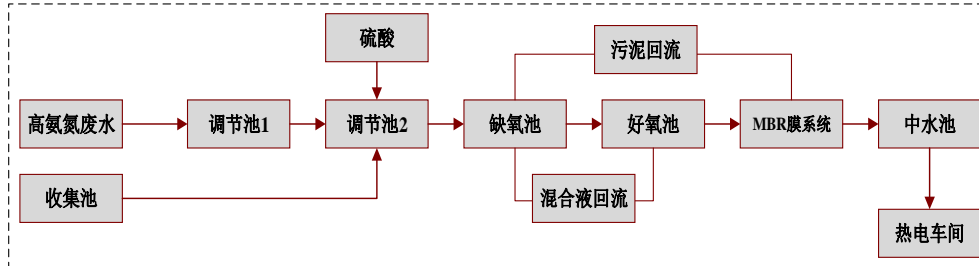 硫酸
污泥回流
高氨氮废水
调节池1
调节池2
缺氧池
好氧池
MBR膜系统
中水池
收集池
混合液回流
热电车间